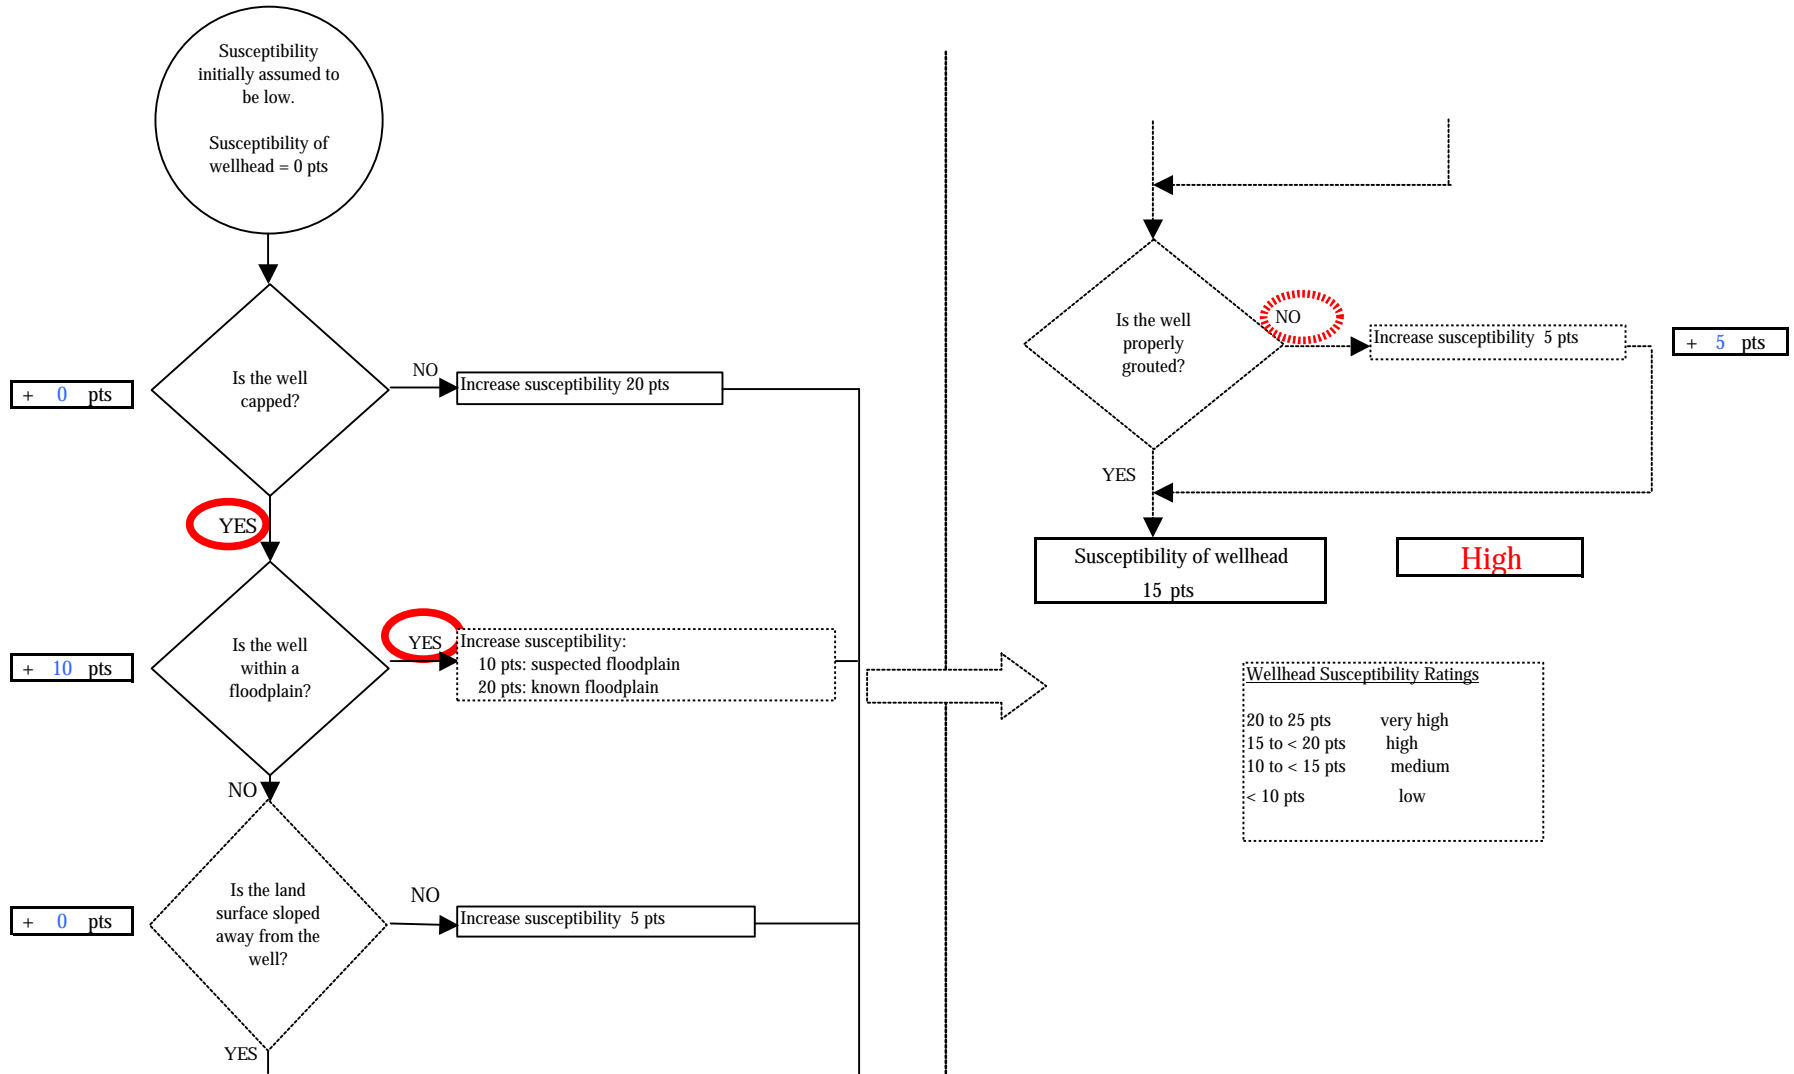 Susceptibility
initially assumed to
be low.
Susceptibility of
wellhead = 0 pts
Is the well
capped?
NO
Increase susceptibility 20 pts
+ 0 pts
YES
Is the well
within a
floodplain?
YES
Increase susceptibility:
10 pts: suspected floodplain
20 pts: known floodplain
+ 10 pts
NO
Is the land
surface sloped
away from the
well?
NO
Increase susceptibility 5 pts
+ 0 pts
YES
Is the well
properly
grouted?
NO
Increase susceptibility 5 pts
+ 5 pts
YES
Susceptibility of wellhead
15 pts
High
Wellhead Susceptibility Ratings
20 to 25 pts very high
15 to < 20 pts high
10 to < 15 pts medium
< 10 pts low